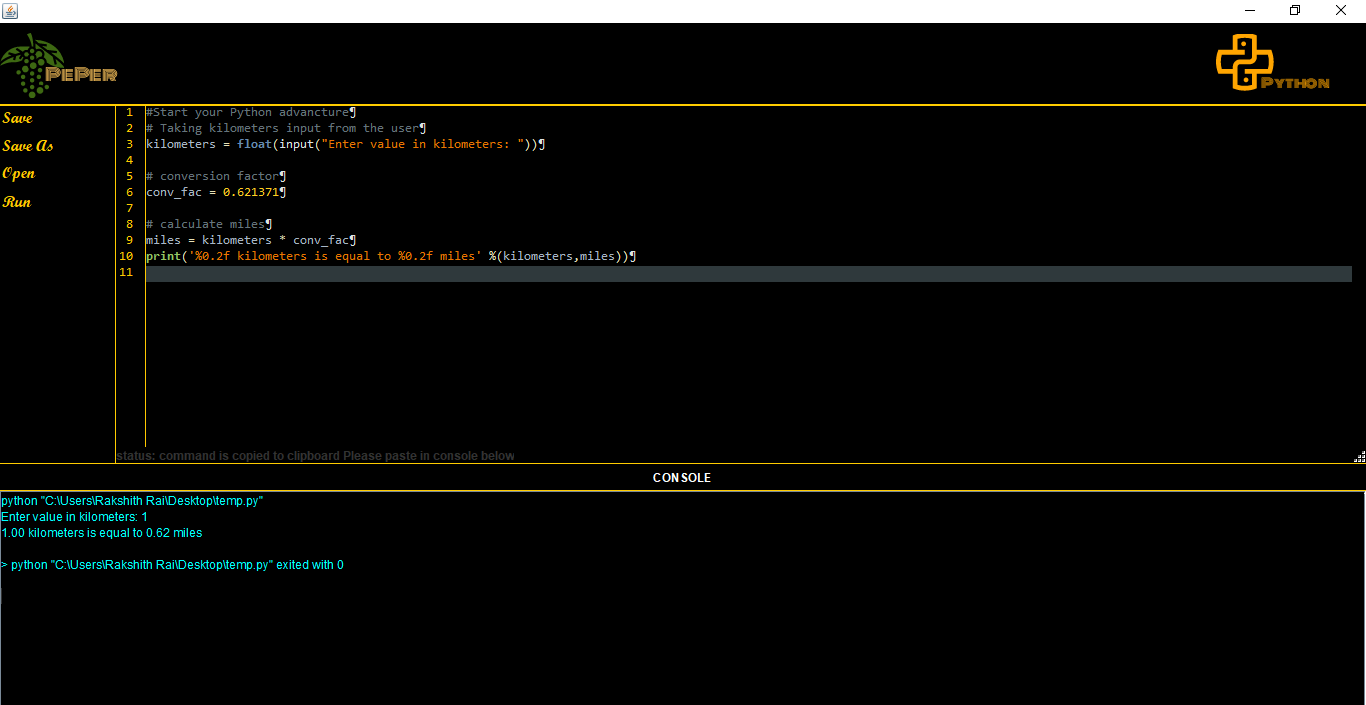 PEPER
PYTHON
Save
Save As
Open
Run
1 #Start your Python advancture¶
2 # Taking kilometers input from the user¶
3 kilometers = float(input("Enter value in kilometers: "))¶
4
5 # conversion factor¶
6 conv_fac = 0.621371¶
7
8 # calculate miles¶
9 miles = kilometers * conv_fac¶
10 print('%0.2f kilometers is equal to %0.2f miles' %(kilometers,miles))¶
11
status: command is copied to clipboard Please paste in console below
CONSOLE
python "C:\Users\Rakshith Rai\Desktop\temp.py"
Enter value in kilometers: 1
1.00 kilometers is equal to 0.62 miles
> python "C:\Users\Rakshith Rai\Desktop\temp.py" exited with 0